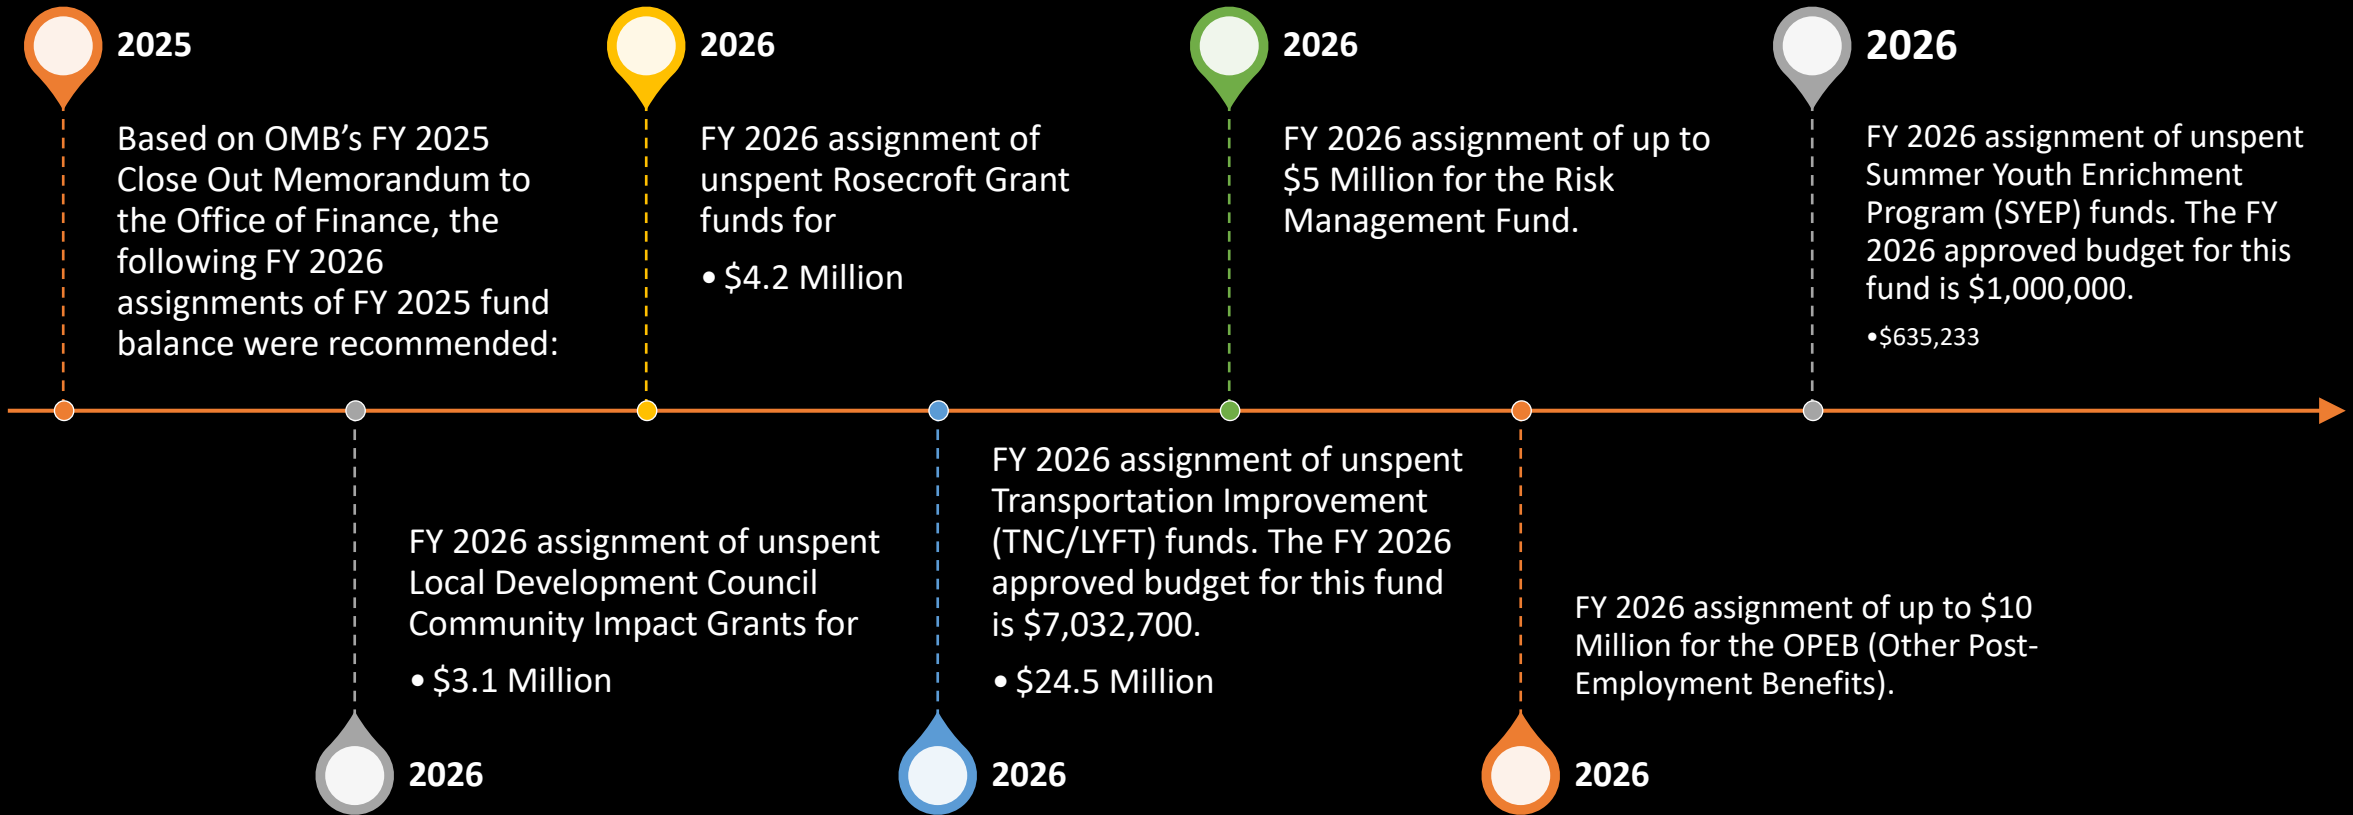 2025
Based on OMB’s FY 2025
Close Out Memorandum to
the Office of Finance, the
following FY 2026
assignments of FY 2025 fund
balance were recommended:
FY 2026 assignment of unspent
Local Development Council
Community Impact Grants for
• $3.1 Million
2026
2026
FY 2026 assignment of
unspent Rosecroft Grant
funds for
• $4.2 Million
FY 2026 assignment of unspent
Transportation Improvement
(TNC/LYFT) funds. The FY 2026
approved budget for this fund
is $7,032,700.
• $24.5 Million
2026
2026
FY 2026 assignment of up to
$5 Million for the Risk
Management Fund.
FY 2026 assignment of up to $10
Million for the OPEB (Other Post-
Employment Benefits).
2026
2026
FY 2026 assignment of unspent
Summer Youth Enrichment
Program (SYEP) funds. The FY
2026 approved budget for this
fund is $1,000,000.
•$635,233